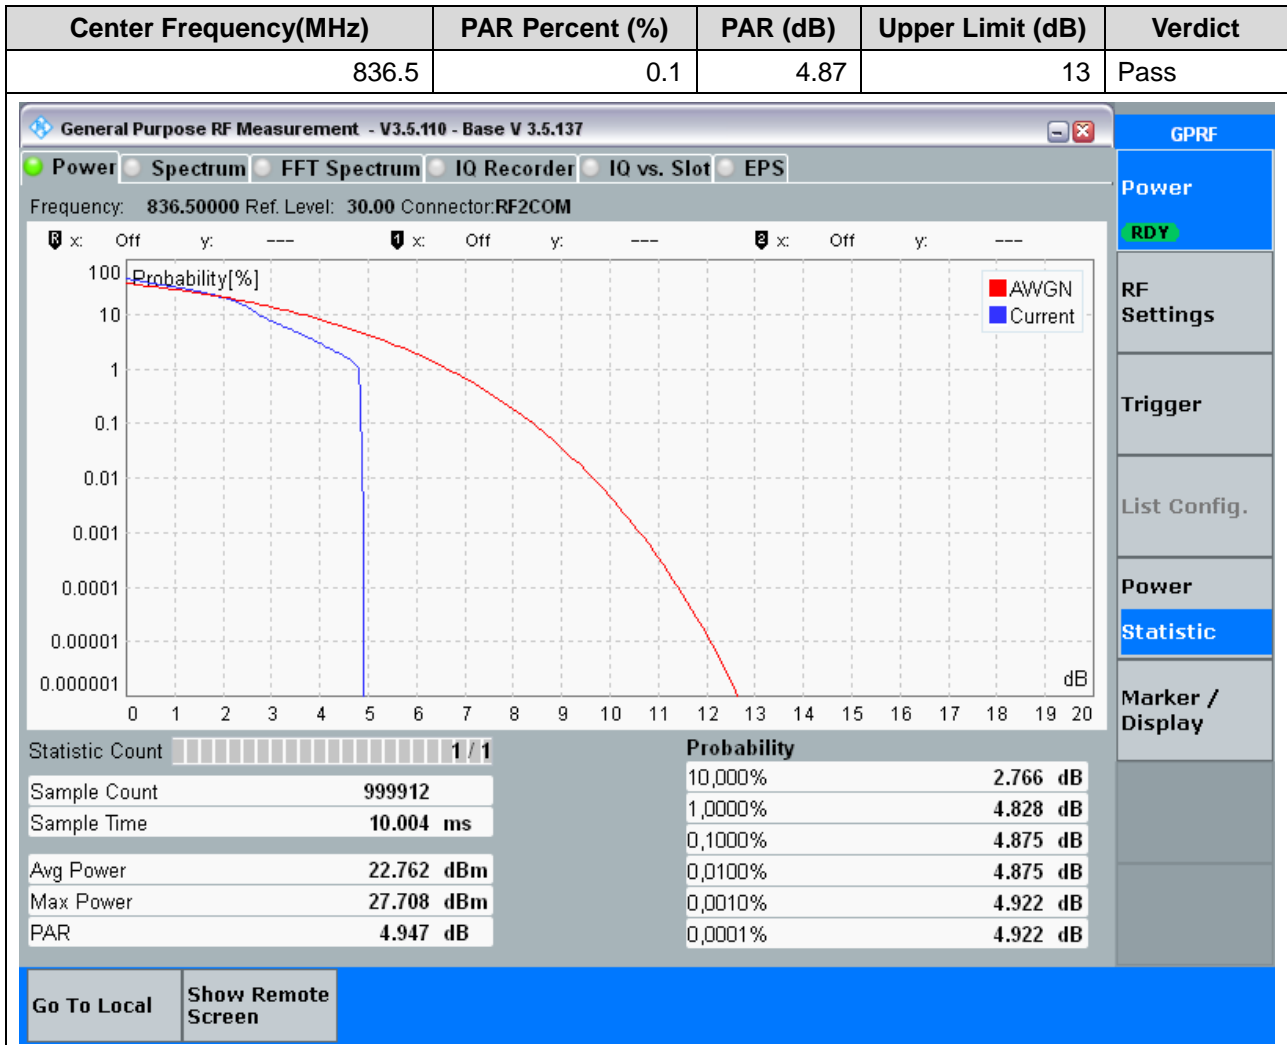 Center Frequency(MHz) PAR Percent (%) PAR (dB) Upper Limit (dB) Verdict
836.5 0.1 4.87 13 Pass
General Purpose RF Measurement - V3.5.110 - Base V 3.5.137
GPRF
Power Spectrum FFT Spectrum IQ Recorder IQ vs. Slot EPS
Frequency: 836.50000 Ref. Level: 30.00 Connector:RF2COM
R x: Off y: --- 1 x: Off y: --- 2 x: Off y: ---
Probability[%]
AWGN
Current
100
10
1
0.1
0.01
0.001
0.0001
0.00001
0.000001
dB
0 1 2 3 4 5 6 7 8 9 10 11 12 13 14 15 16 17 18 19 20
Statistic Count 1 / 1
Sample Count 999912
Sample Time 10.004 ms
Avg Power 22.762 dBm
Max Power 27.708 dBm
PAR 4.947 dB
Probability
10,000% 2.766 dB
1,0000% 4.828 dB
0,1000% 4.875 dB
0,0100% 4.875 dB
0,0010% 4.922 dB
0,0001% 4.922 dB
Power
RDY
RF
Settings
Trigger
List Config.
Power
Statistic
Marker /
Display
Go To Local
Show Remote
Screen